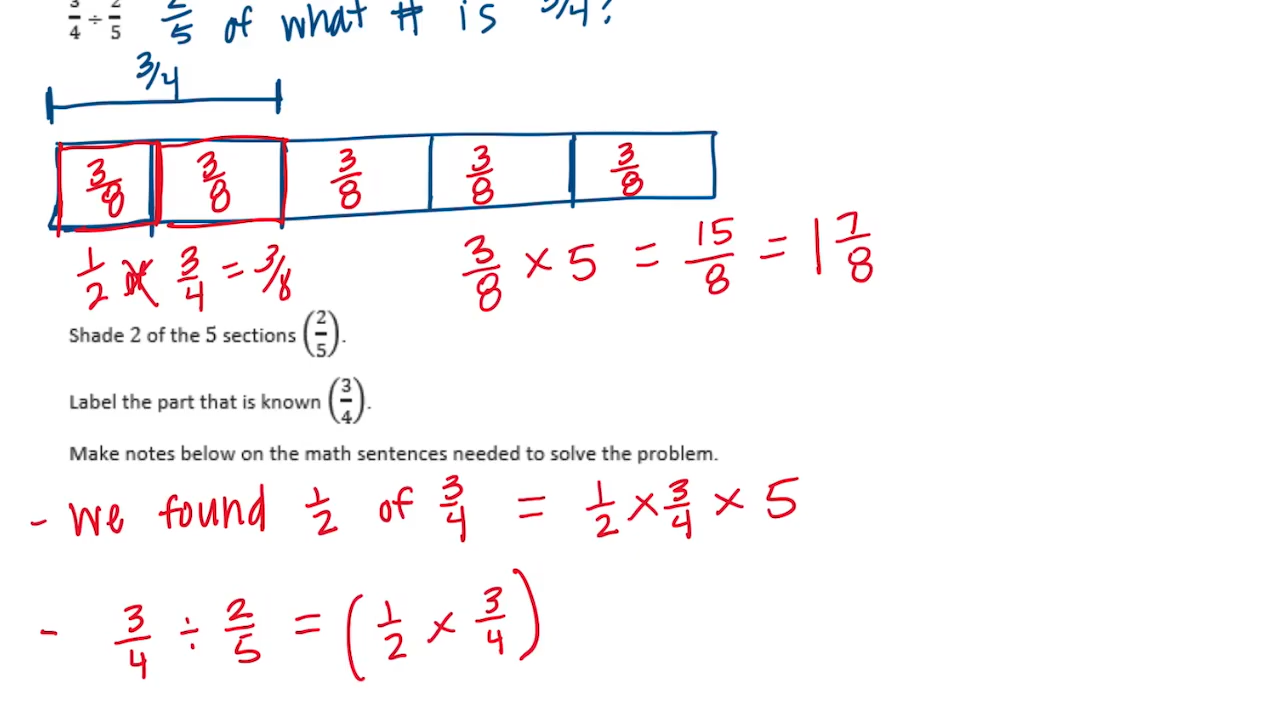 3/4 ÷ 2/5 2/5 of what # is 3/4?
3/4
3/8 3/8 3/8 3/8 3/8
1/2 × 3/4 = 3/8 3/8 × 5 = 15/8 = 1 7/8
Shade 2 of the 5 sections (2/5).
Label the part that is known (3/4).
Make notes below on the math sentences needed to solve the problem.
- We found 1/2 of 3/4 = 1/2 × 3/4 × 5
- 3/4 ÷ 2/5 = (1/2 × 3/4)